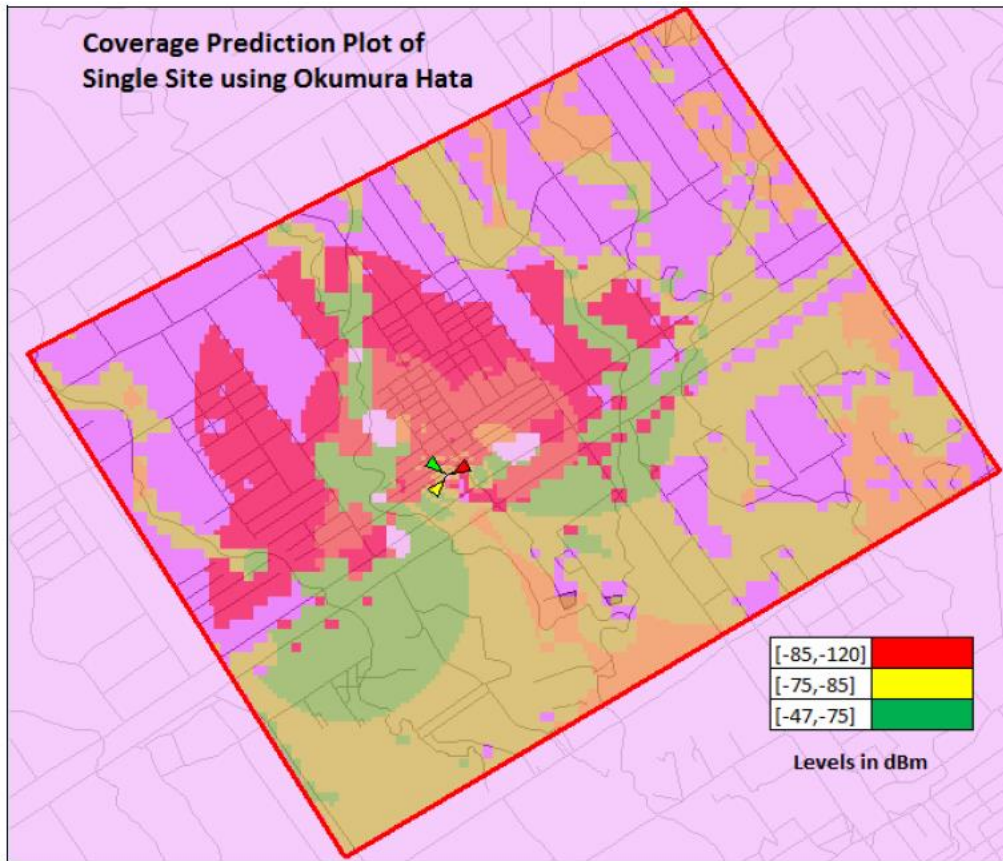 Coverage Prediction Plot of
Single Site using Okumura Hata
[-85,-120]
[-75,-85]
[-47,-75]
Levels in dBm